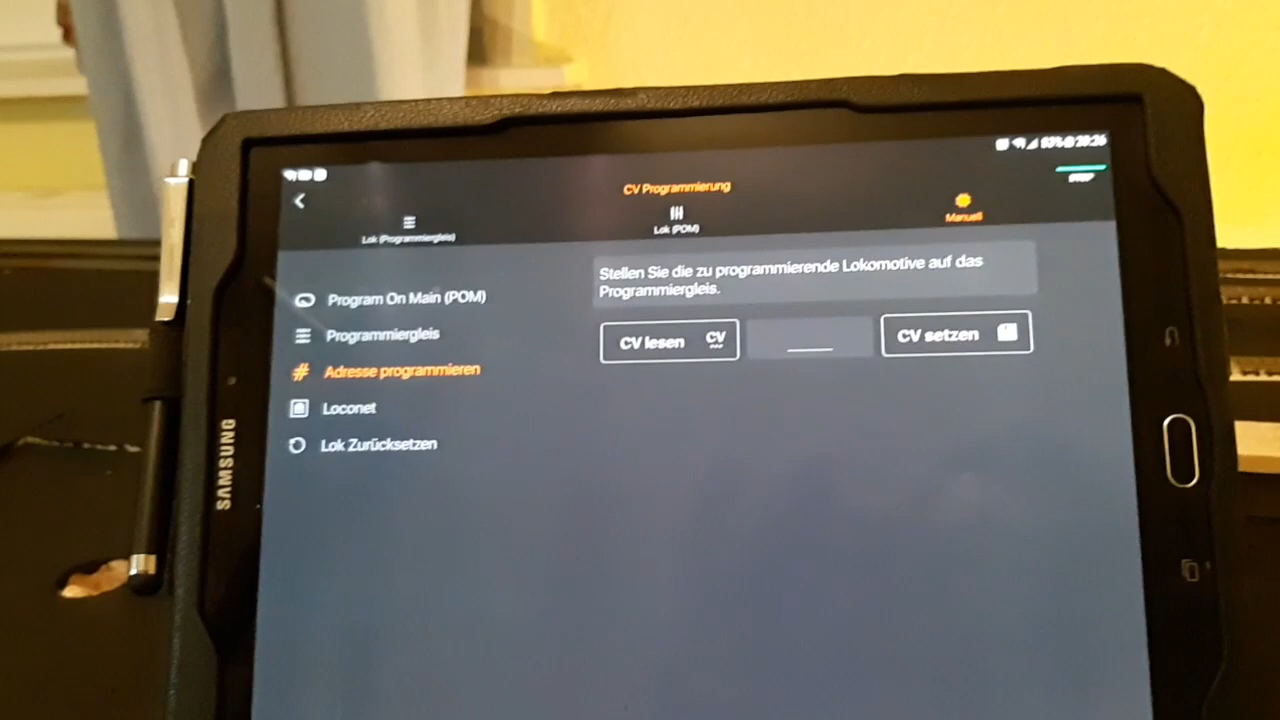 CV Programmierung
Lok (Programmiergleis)
Lok (POM)
Manuell
Stellen Sie die zu programmierende Lokomotive auf das
Programmiergleis.
CV lesen CV
CV setzen
Program On Main (POM)
Programmiergleis
# Adresse programmieren
Loconet
Lok Zurücksetzen
SAMSUNG